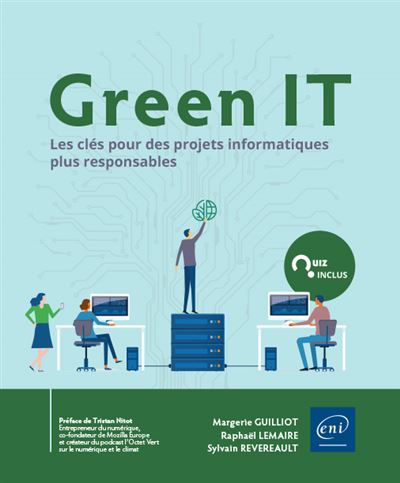 Green IT
Les clés pour des projets informatiques
plus responsables
QUIZ
INCLUS
Préface de Tristan Nitot
Entrepreneur du numérique,
co-fondateur de Mozilla Europe
et créateur du podcast l'Octet Vert
sur le numérique et le climat
Margerie GUILLIOT
Raphaël LEMAIRE
Sylvain REVEREAULT
eni